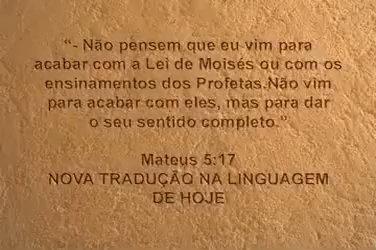 “- Não pensem que eu vim para
acabar com a Lei de Moisés ou com os
ensinamentos dos Profetas.Não vim
para acabar com eles, mas para dar
o seu sentido completo.”
Mateus 5:17
NOVA TRADUÇÃO NA LINGUAGEM
DE HOJE